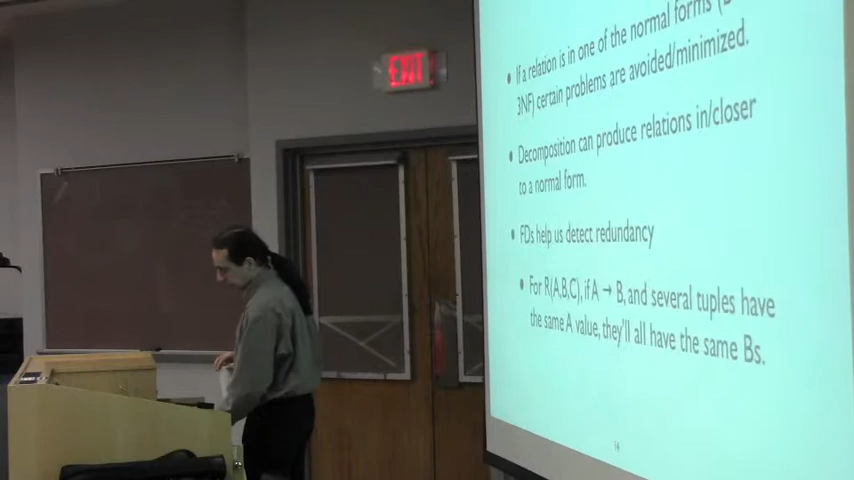 EXIT
• If a relation is in one of the normal forms (B
3NF) certain problems are avoided/minimized.
• Decomposition can produce relations in/closer
to a normal form.
• FDs help us detect redundancy
• For R(A,B,C), if A → B, and several tuples have
the same A value, they'll all have the same Bs.
14